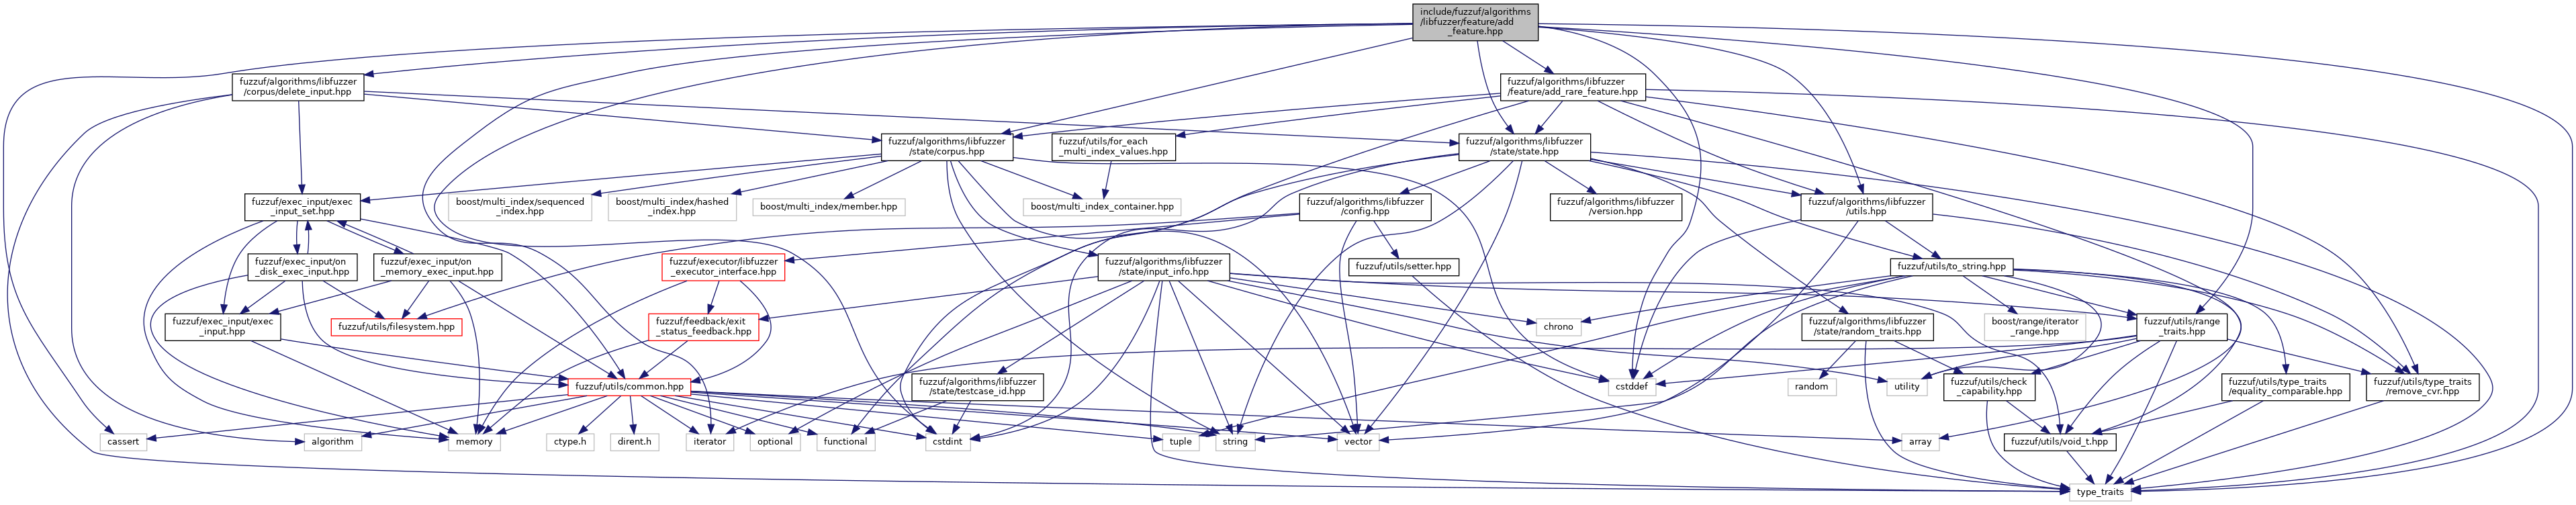 include/fuzzuf/algorithms
/libfuzzer/feature/add
_feature.hpp
fuzzuf/algorithms/libfuzzer
/corpus/delete_input.hpp
fuzzuf/algorithms/libfuzzer
/feature/add_rare_feature.hpp
fuzzuf/algorithms/libfuzzer
/state/corpus.hpp
fuzzuf/utils/for_each
_multi_index_values.hpp
fuzzuf/algorithms/libfuzzer
/state/state.hpp
fuzzuf/exec_input/exec
_input_set.hpp
boost/multi_index/sequenced
_index.hpp
boost/multi_index/hashed
_index.hpp
boost/multi_index/member.hpp
boost/multi_index_container.hpp
fuzzuf/algorithms/libfuzzer
/config.hpp
fuzzuf/algorithms/libfuzzer
/version.hpp
fuzzuf/algorithms/libfuzzer
/utils.hpp
fuzzuf/exec_input/on
_disk_exec_input.hpp
fuzzuf/exec_input/on
_memory_exec_input.hpp
fuzzuf/executor/libfuzzer
_executor_interface.hpp
fuzzuf/algorithms/libfuzzer
/state/input_info.hpp
fuzzuf/utils/setter.hpp
fuzzuf/utils/to_string.hpp
fuzzuf/exec_input/exec
_input.hpp
fuzzuf/utils/filesystem.hpp
fuzzuf/feedback/exit
_status_feedback.hpp
chrono
fuzzuf/algorithms/libfuzzer
/state/random_traits.hpp
boost/range/iterator
_range.hpp
fuzzuf/utils/range
_traits.hpp
fuzzuf/utils/common.hpp
fuzzuf/algorithms/libfuzzer
/state/testcase_id.hpp
cstddef
random
utility
fuzzuf/utils/check
_capability.hpp
fuzzuf/utils/type_traits
/equality_comparable.hpp
fuzzuf/utils/type_traits
/remove_cvr.hpp
cassert
algorithm
memory
ctype.h
dirent.h
iterator
optional
functional
cstdint
tuple
string
vector
array
fuzzuf/utils/void_t.hpp
type_traits